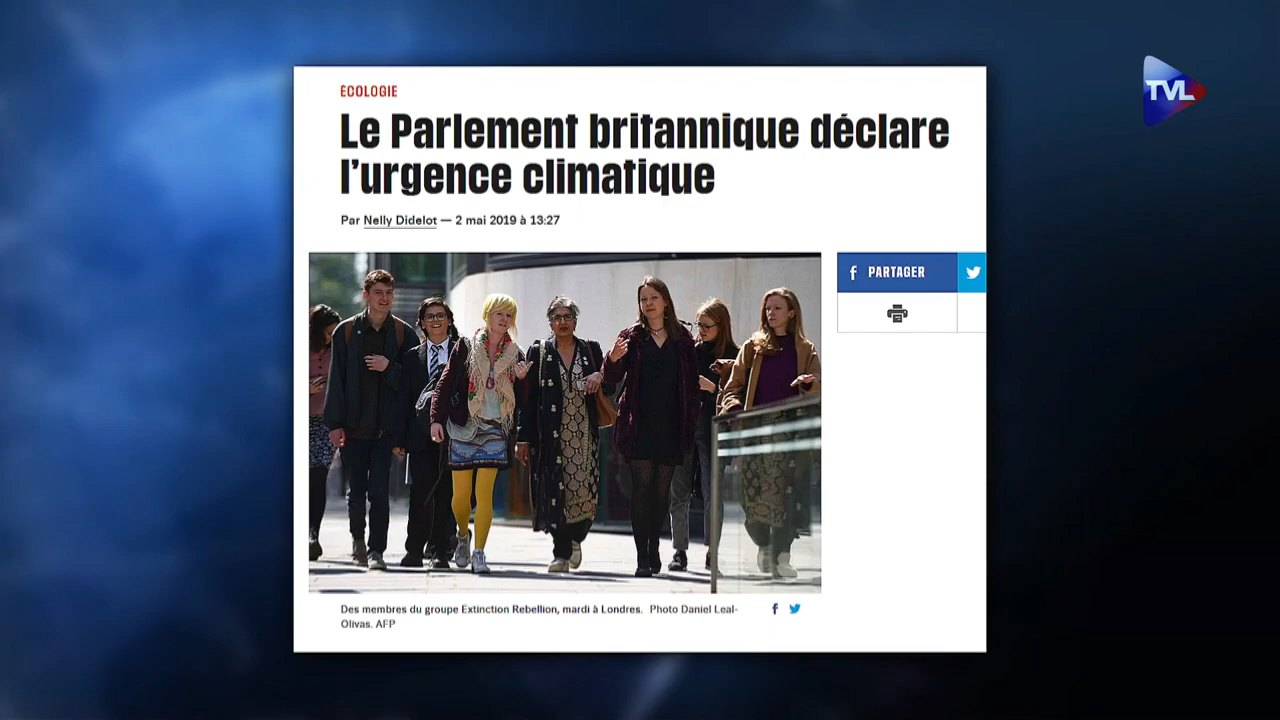 TVL
ÉCOLOGIE
Le Parlement britannique déclare
l'urgence climatique
Par Nelly Didelot — 2 mai 2019 à 13:27
f PARTAGER
Des membres du groupe Extinction Rebellion, mardi à Londres. Photo Daniel Leal-
Olivas. AFP